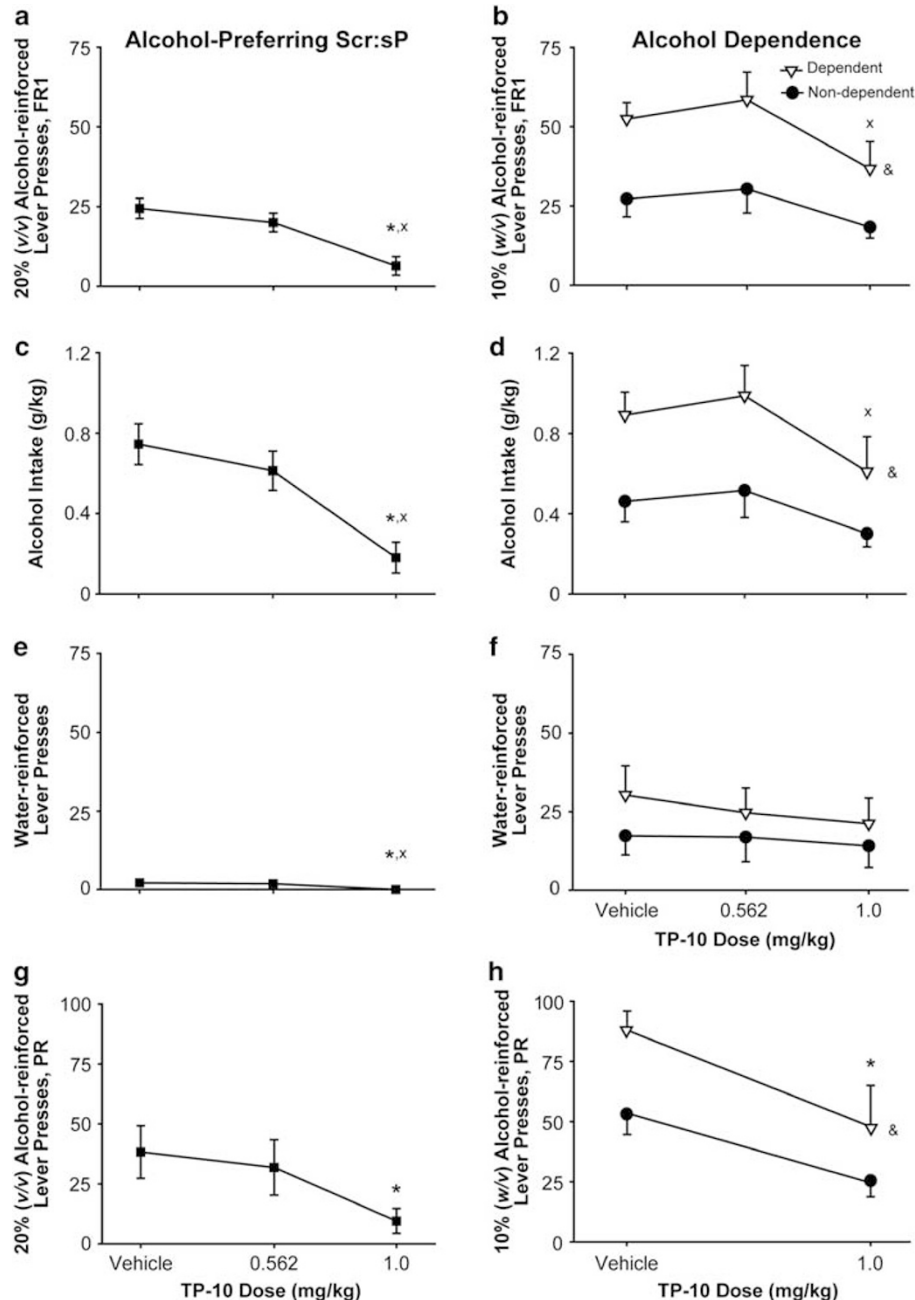 a
Alcohol-Preferring Scr:sP
20% (v/v) Alcohol-reinforced
Lever Presses, FR1
75
50
25
0
*,x
b
Alcohol Dependence
Dependent
Non-dependent
10% (w/v) Alcohol-reinforced
Lever Presses, FR1
75
50
25
0
x
&
c
Alcohol Intake (g/kg)
1.2
0.8
0.4
0
*,x
d
Alcohol Intake (g/kg)
1.2
0.8
0.4
0
x
&
e
Water-reinforced
Lever Presses
75
50
25
0
*,x
f
Water-reinforced
Lever Presses
75
50
25
0
Vehicle 0.562 1.0
TP-10 Dose (mg/kg)
g
20% (v/v) Alcohol-reinforced
Lever Presses, PR
100
75
50
25
0
*
Vehicle 0.562 1.0
TP-10 Dose (mg/kg)
h
10% (w/v) Alcohol-reinforced
Lever Presses, PR
100
75
50
25
0
*
&
Vehicle 1.0
TP-10 Dose (mg/kg)